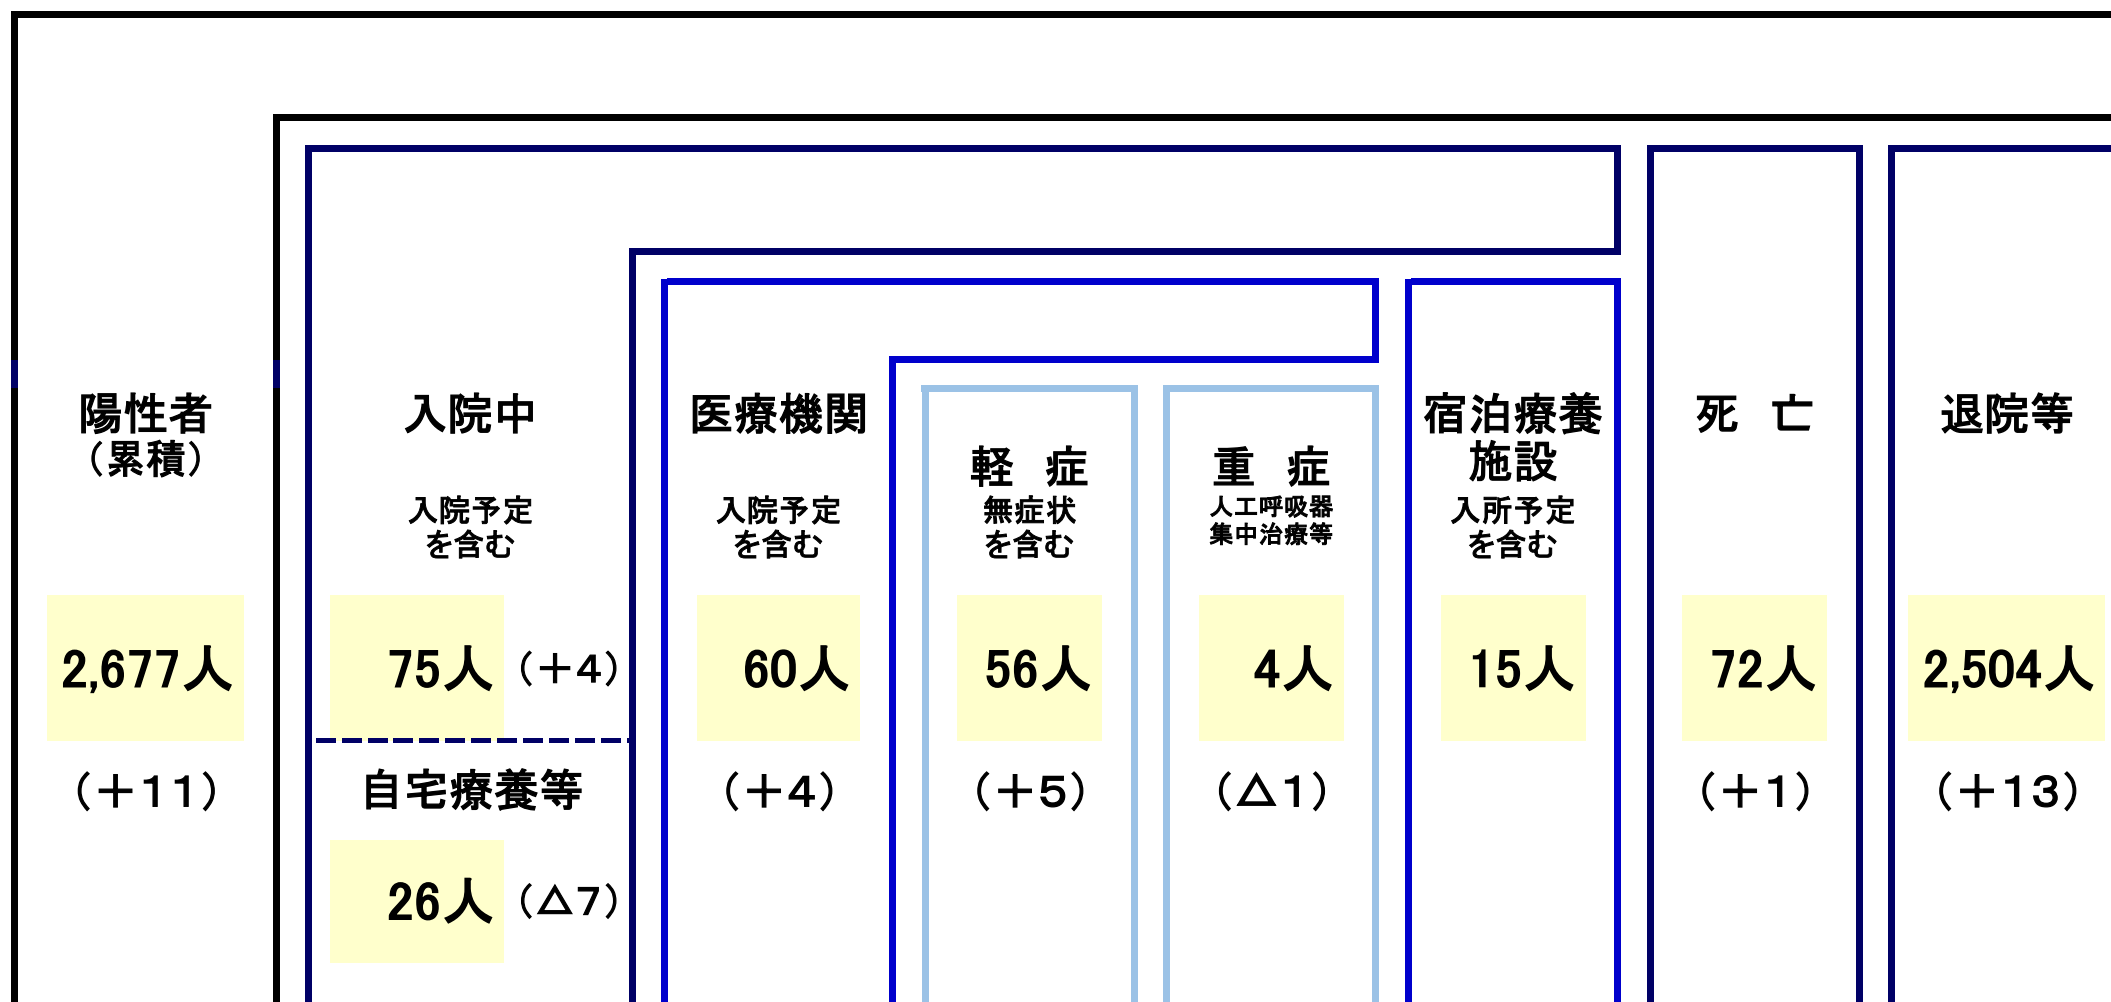 陽性者
（累積）
2,677人
（＋11）
入院中
入院予定
を含む
75人（＋4）
自宅療養等
26人（△7）
医療機関
入院予定
を含む
60人
（＋4）
軽　症
無症状
を含む
56人
（＋5）
重　症
人工呼吸器
集中治療等
4人
（△1）
宿泊療養
施設
入所予定
を含む
15人
死　亡
72人
（＋1）
退院等
2,504人
（＋13）